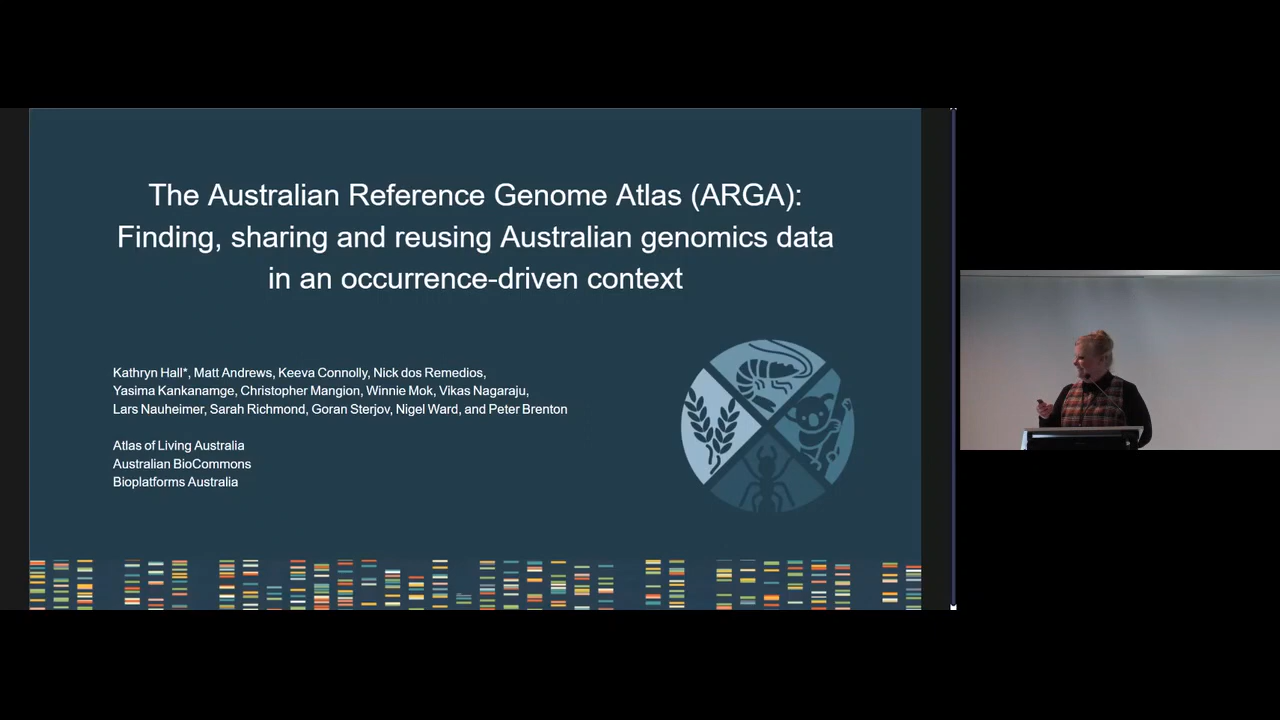 The Australian Reference Genome Atlas (ARGA):
Finding, sharing and reusing Australian genomics data
in an occurrence-driven context
Kathryn Hall*, Matt Andrews, Keeva Connolly, Nick dos Remedios,
Yasima Kankanamge, Christopher Mangion, Winnie Mok, Vikas Nagaraju,
Lars Nauheimer, Sarah Richmond, Goran Sterjov, Nigel Ward, and Peter Brenton
Atlas of Living Australia
Australian BioCommons
Bioplatforms Australia